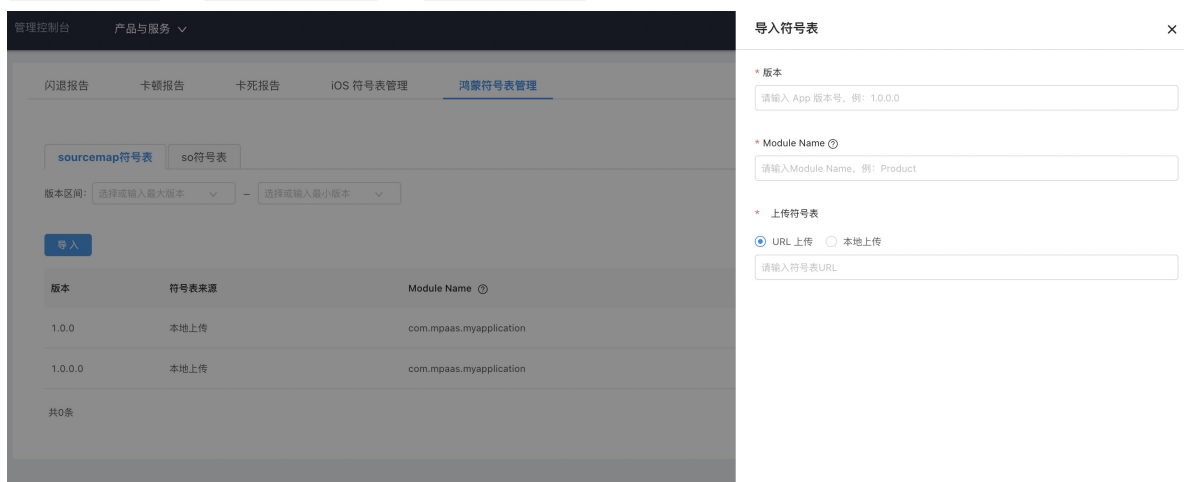 管理控制台 产品与服务
导入符号表
闪退报告 卡顿报告 卡死报告 iOS 符号表管理 鸿蒙符号表管理
* 版本
请输入 App 版本号，例：1.0.0.0
sourcemap符号表 so符号表
* Module Name
版本区间： 选择或输入最大版本 – 选择或输入最小版本
请输入Module Name，例：Product
* 上传符号表
导入
URL 上传 本地上传
请输入符号表URL
版本 符号表来源 Module Name
1.0.0 本地上传 com.mpaas.myapplication
1.0.0.0 本地上传 com.mpaas.myapplication
共0条